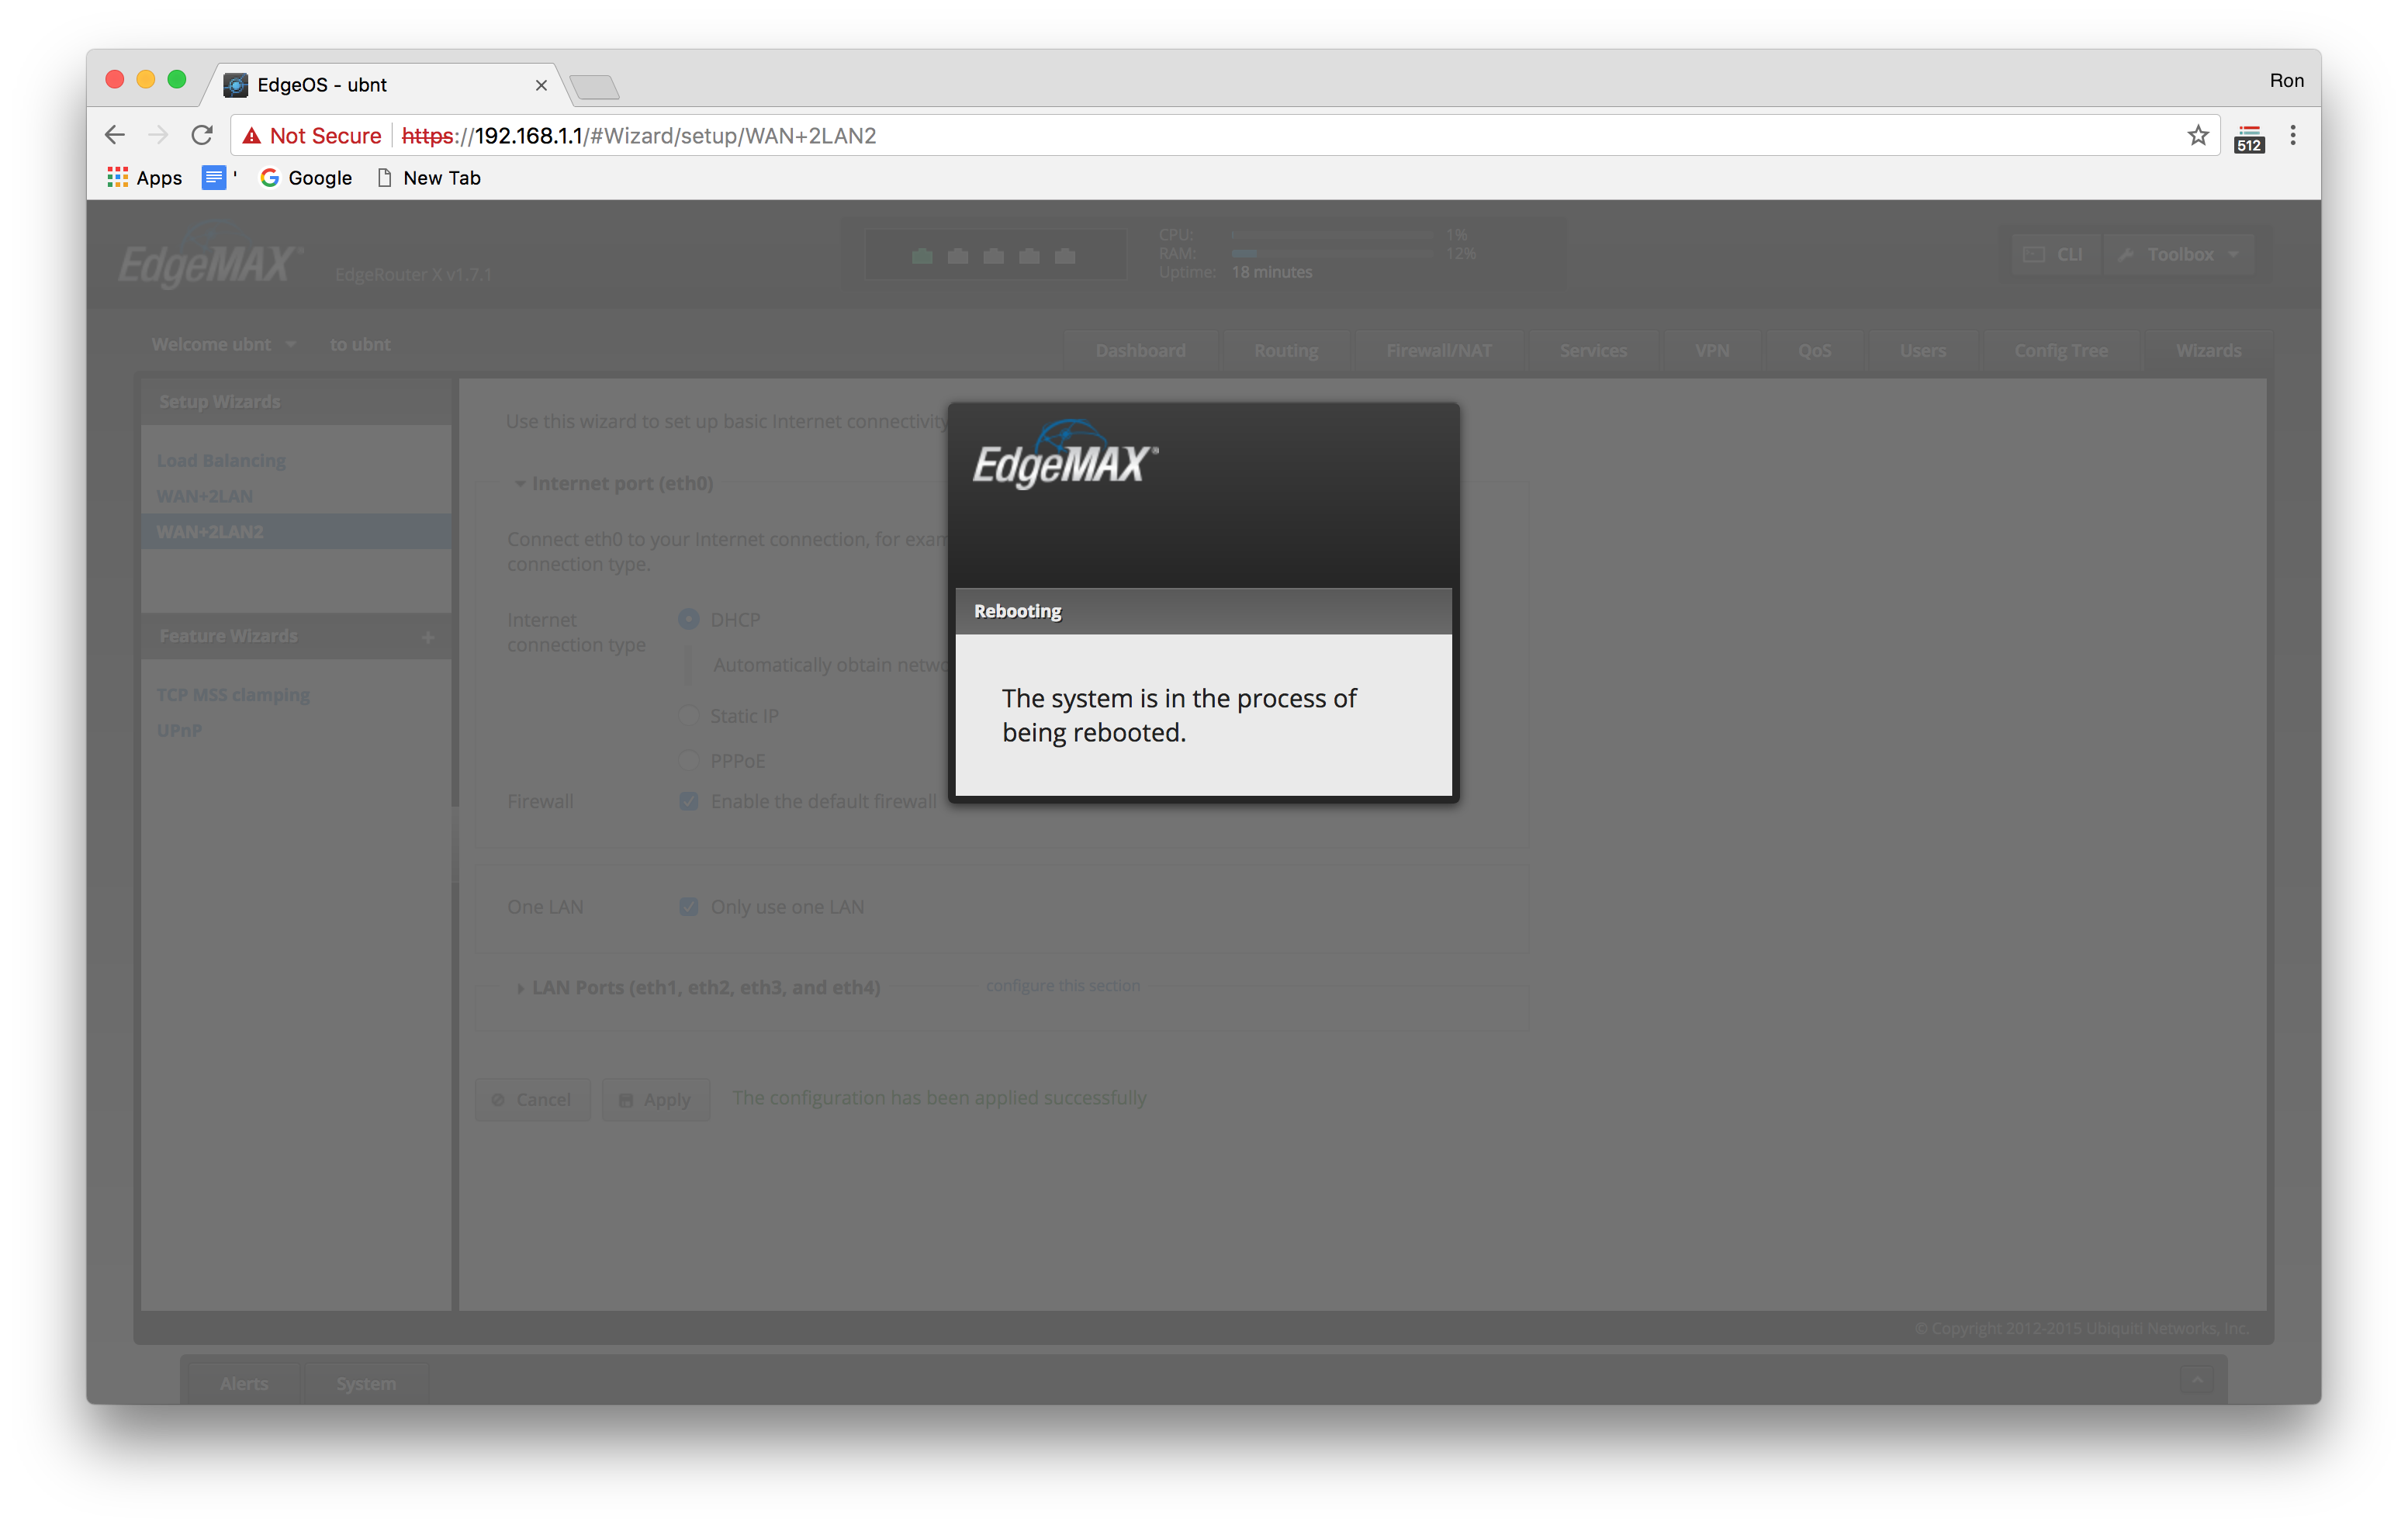 EdgeOS - ubnt
Ron
Not Secure
https://192.168.1.1/#Wizard/setup/WAN+2LAN2
512
Apps
'
Google
New Tab
EdgeMAX®
EdgeRouter X v1.7.1
CPU: 1%
RAM: 12%
Uptime: 18 minutes
CLI
Toolbox
Welcome ubnt
to ubnt
Dashboard
Routing
Firewall/NAT
Services
VPN
QoS
Users
Config Tree
Wizards
Setup Wizards
Load Balancing
WAN+2LAN
WAN+2LAN2
Feature Wizards
+
TCP MSS clamping
UPnP
Use this wizard to set up basic Internet connectivity
Internet port (eth0)
Connect eth0 to your Internet connection, for exam
connection type.
Internet
connection type
DHCP
Automatically obtain netwo
Static IP
PPPoE
Firewall
Enable the default firewall
One LAN
Only use one LAN
LAN Ports (eth1, eth2, eth3, and eth4)
configure this section
Cancel
Apply
The configuration has been applied successfully
EdgeMAX®
Rebooting
The system is in the process of
being rebooted.
© Copyright 2012-2015 Ubiquiti Networks, Inc.
Alerts
System